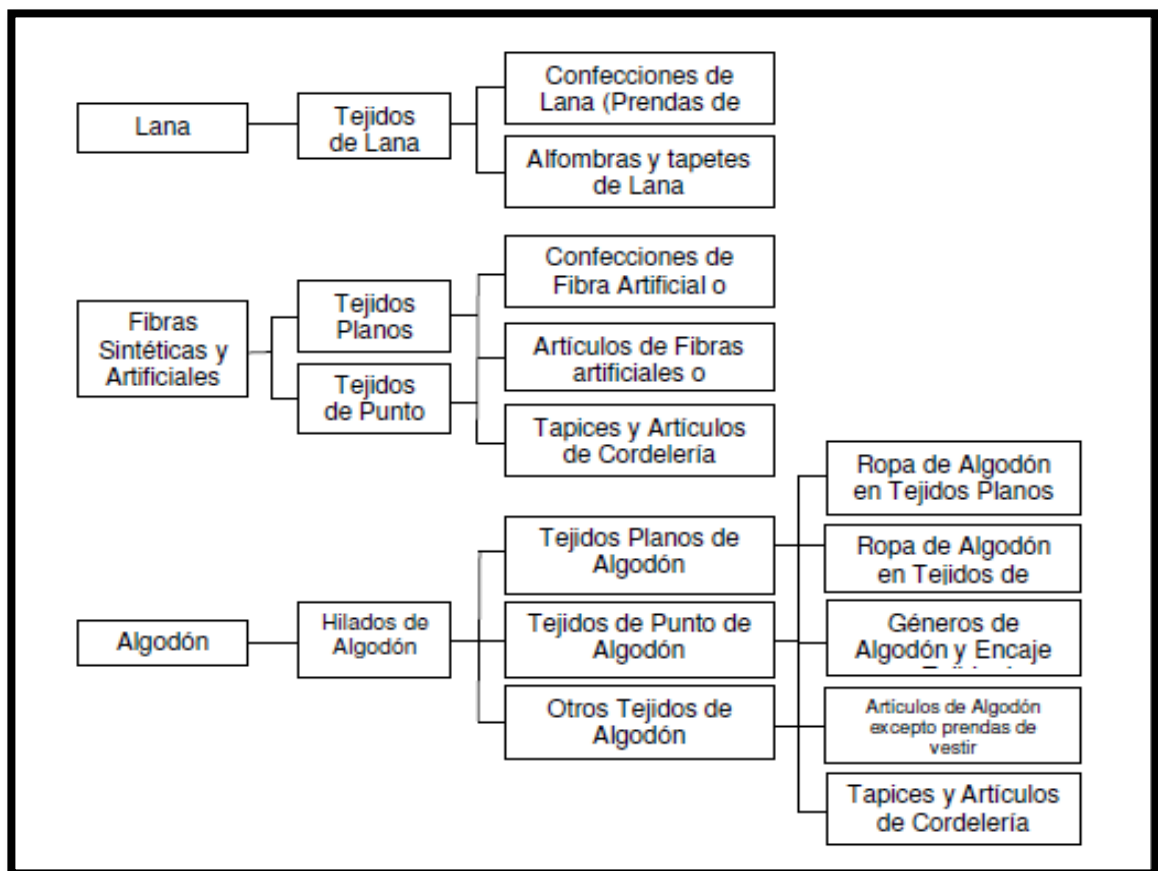 Lana
Tejidos
de Lana
Confecciones de
Lana (Prendas de
Alfombras y tapetes
de Lana
Fibras
Sintéticas y
Artificiales
Tejidos
Planos
Tejidos
de Punto
Confecciones de
Fibra Artificial o
Artículos de Fibras
artificiales o
Tapices y Artículos
de Cordelería
Algodón
Hilados de
Algodón
Tejidos Planos de
Algodón
Tejidos de Punto de
Algodón
Otros Tejidos de
Algodón
Ropa de Algodón
en Tejidos Planos
Ropa de Algodón
en Tejidos de
Géneros de
Algodón y Encaje
Artículos de Algodón
excepto prendas de
vestir
Tapices y Artículos
de Cordelería